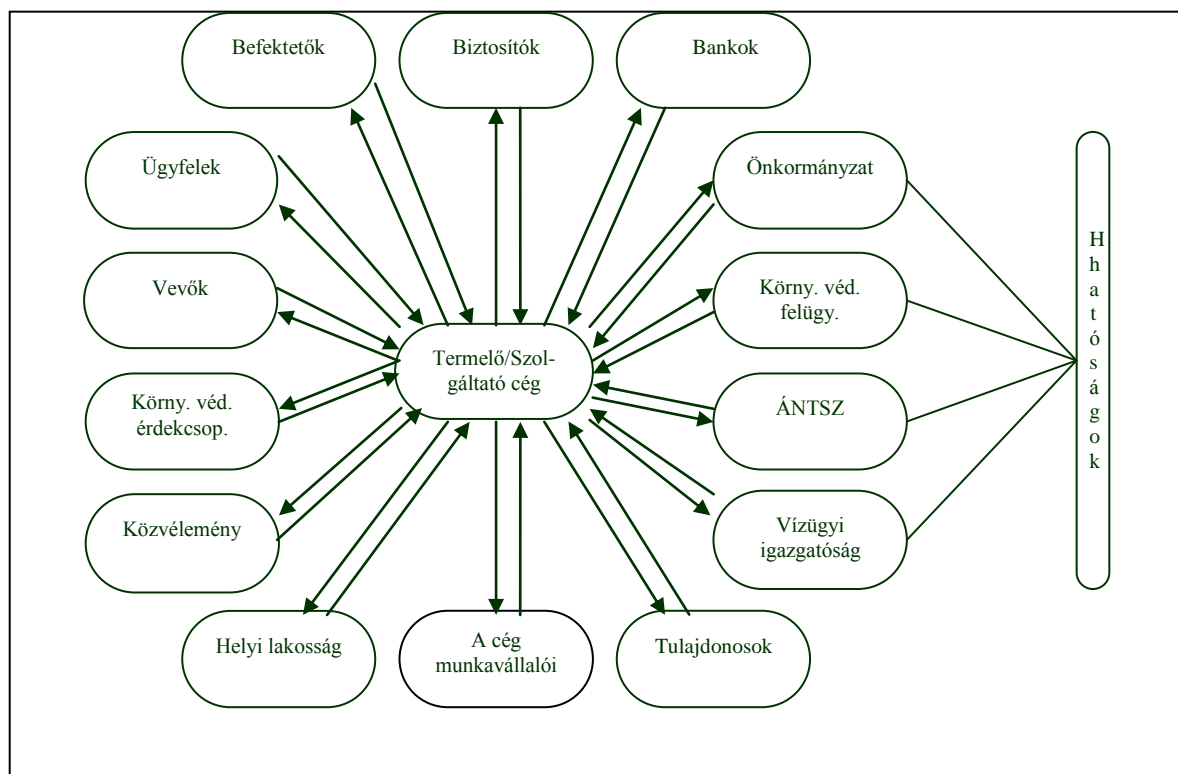 Befektetők
Biztosítók
Bankok
Ügyfelek
Önkormányzat
Vevők
Körny. véd.
felügy.
Termelő/Szol-
gáltató cég
Körny. véd.
érdekcsop.
ÁNTSZ
Közvélemény
Vízügyi
igazgatóság
Helyi lakosság
A cég
munkavállalói
Tulajdonosok
H
h
a
t
ó
s
á
g
o
k